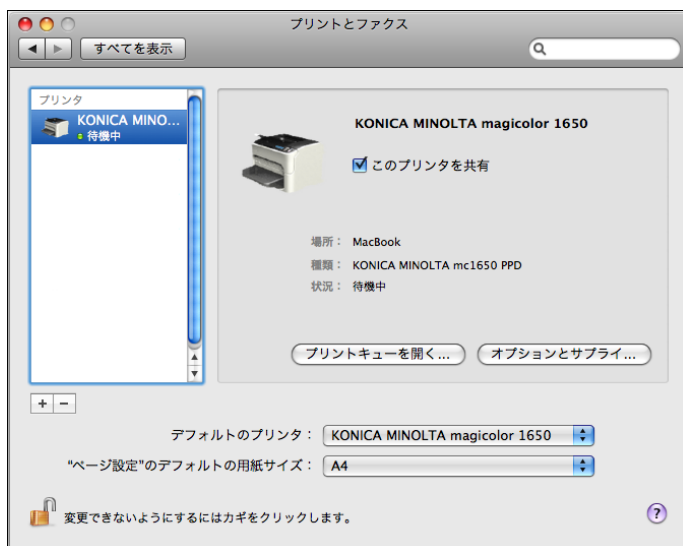 プリントとファクス
すべてを表示
プリンタ
KONICA MINO...
待機中
KONICA MINOLTA magicolor 1650
このプリンタを共有
場所： MacBook
種類： KONICA MINOLTA mc1650 PPD
状況： 待機中
プリントキューを開く... オプションとサプライ...
+ −
デフォルトのプリンタ： KONICA MINOLTA magicolor 1650
"ページ設定"のデフォルトの用紙サイズ： A4
変更できないようにするにはカギをクリックします。 ?